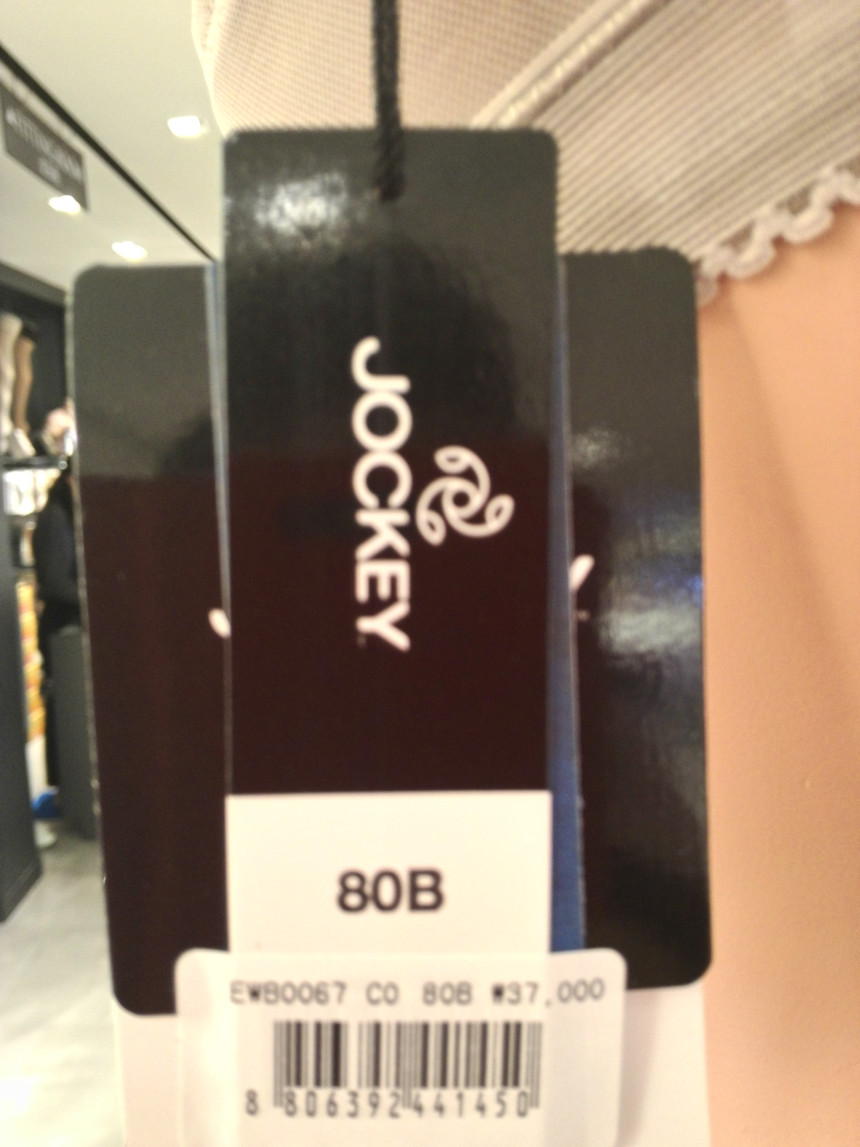 JOCKEY
80B
EWB0067 CO 80B ₩37,000
8 806392 441450